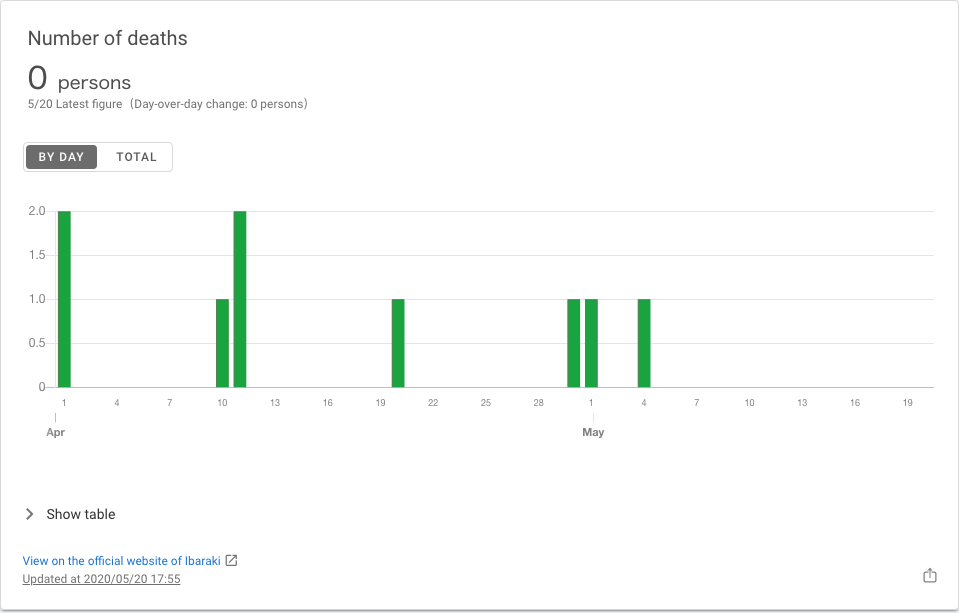 Number of deaths
0 persons
5/20 Latest figure（Day-over-day change: 0 persons）
BY DAY TOTAL
2.0
1.5
1.0
0.5
0
1 4 7 10 13 16 19 22 25 28 1 4 7 10 13 16 19
Apr May
Show table
View on the official website of Ibaraki
Updated at 2020/05/20 17:55